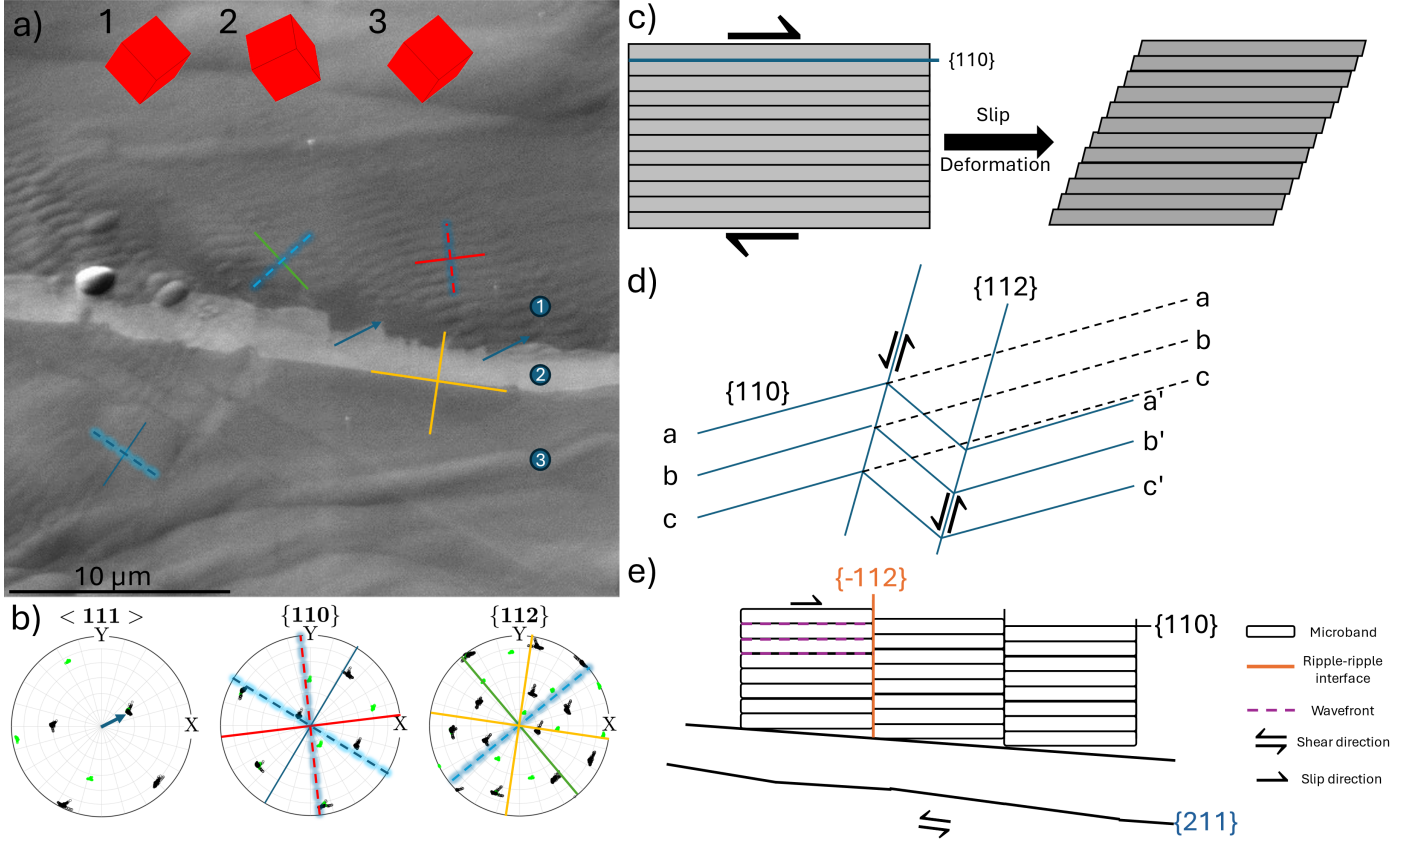 a)
1
2
3
1
2
3
10 µm
b)
< 111 >
Y
X
{110}
Y
X
{112}
Y
X
c)
{110}
Slip
Deformation
d)
{112}
{110}
a
b
c
a
b
c
a'
b'
c'
e)
{-112}
{110}
{211}
Microband
Ripple-ripple
interface
Wavefront
Shear direction
Slip direction